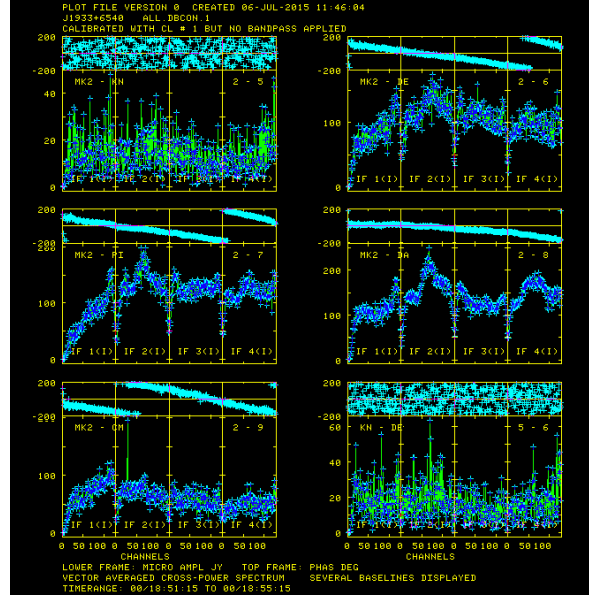 PLOT FILE VERSION 0 CREATED 06-JUL-2015 11:46:04
J1933+6540 ALL.DBCON.1
CALIBRATED WITH CL # 1 BUT NO BANDPASS APPLIED
200
-200
MK2 - KN 2 - 5
40
20
0
IF 1(I) IF 2(I) IF 3(I) IF 4(I)
200
-200
MK2 - DE 2 - 6
100
0
IF 1(I) IF 2(I) IF 3(I) IF 4(I)
200
-200
MK2 - PI 2 - 7
100
0
IF 1(I) IF 2(I) IF 3(I) IF 4(I)
200
-200
MK2 - DA 2 - 8
100
0
IF 1(I) IF 2(I) IF 3(I) IF 4(I)
200
-200
MK2 - CM 2 - 9
100
0
IF 1(I) IF 2(I) IF 3(I) IF 4(I)
200
-200
KN - DE 5 - 6
60
40
20
0
0 50 100 0 50 100 0 50 100 0 50 100
0 50 100 0 50 100 0 50 100 0 50 100
CHANNELS CHANNELS
LOWER FRAME: MICRO AMPL JY TOP FRAME: PHAS DEG
VECTOR AVERAGED CROSS-POWER SPECTRUM SEVERAL BASELINES DISPLAYED
TIMERANGE: 00/18:51:15 TO 00/18:55:15